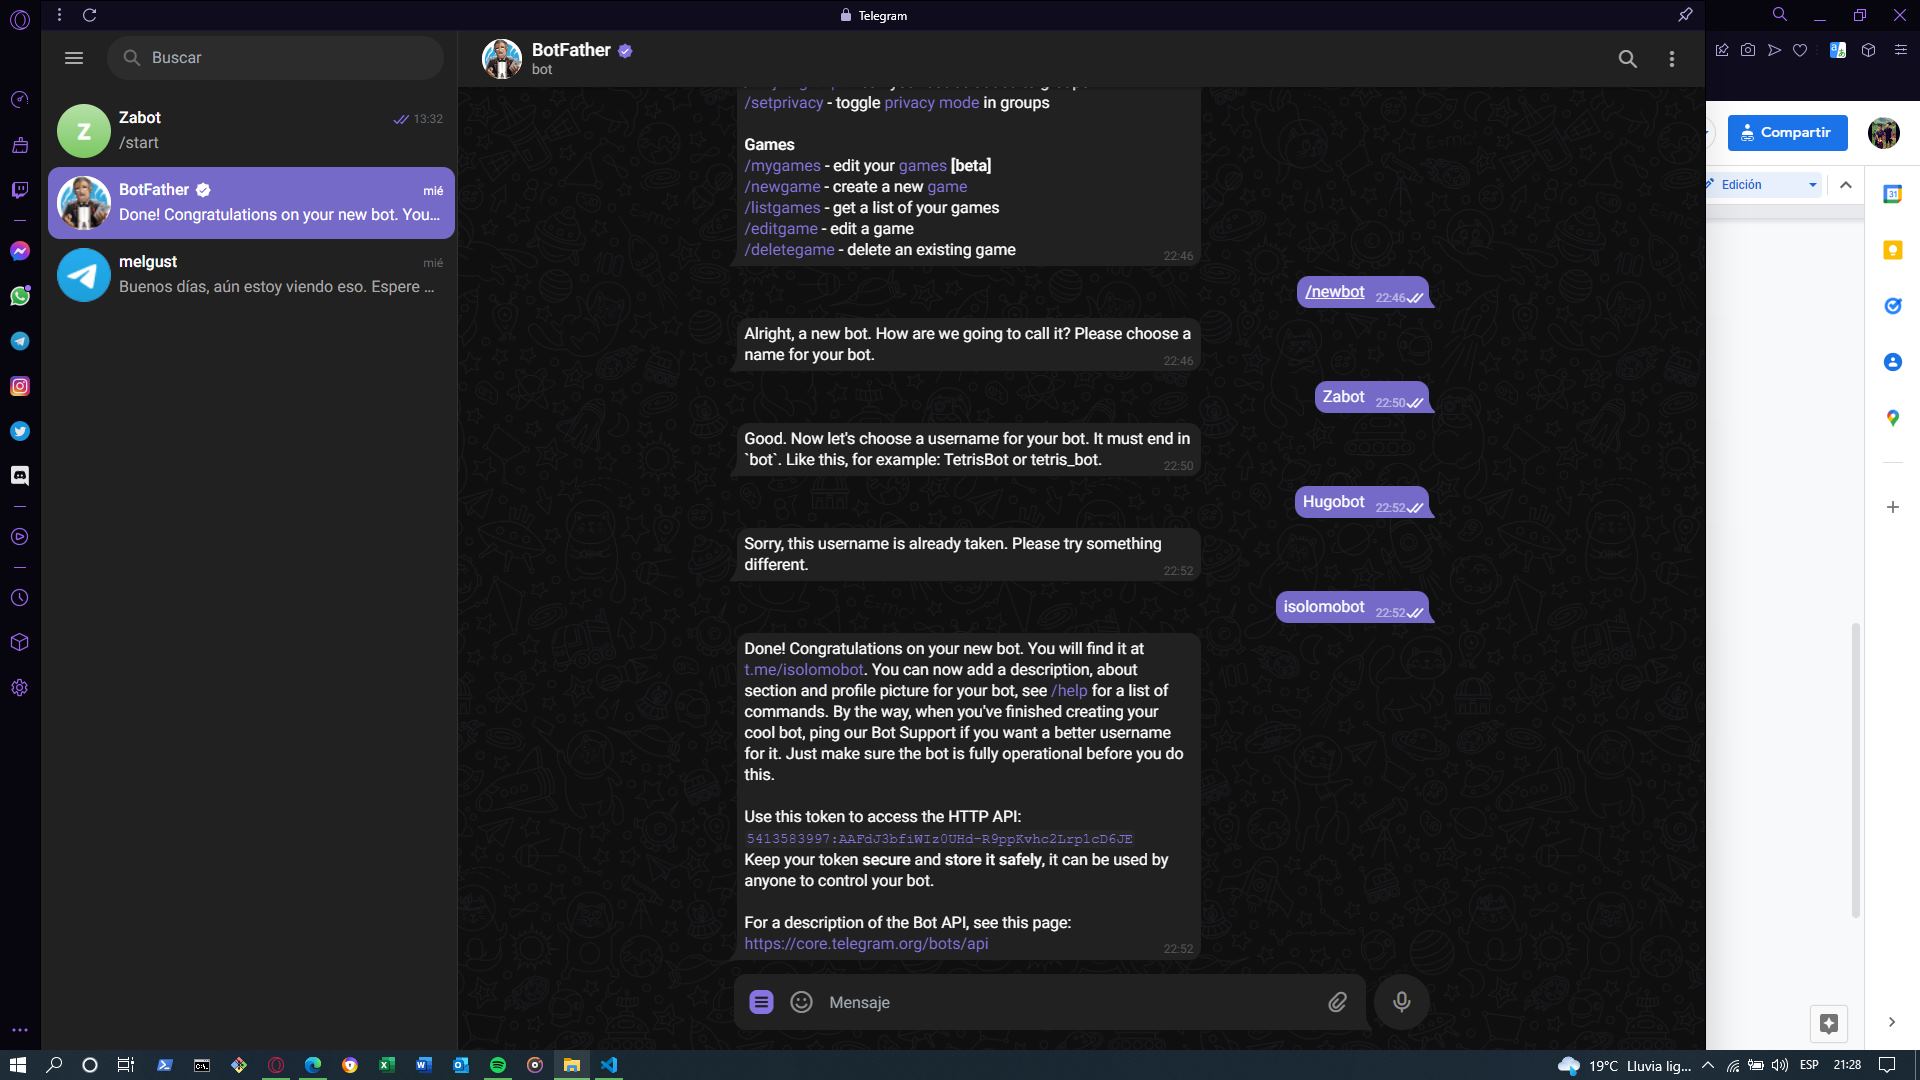 Telegram
Buscar
Zabot
13:32
/start
BotFather
mié
Done! Congratulations on your new bot. You...
melgust
mié
Buenos días, aún estoy viendo eso. Espere ...
BotFather
bot
/setprivacy - toggle privacy mode in groups
Games
/mygames - edit your games [beta]
/newgame - create a new game
/listgames - get a list of your games
/editgame - edit a game
/deletegame - delete an existing game
22:46
/newbot 22:46
Alright, a new bot. How are we going to call it? Please choose a
name for your bot.
22:46
Zabot 22:50
Good. Now let's choose a username for your bot. It must end in
`bot`. Like this, for example: TetrisBot or tetris_bot.
22:50
Hugobot 22:52
Sorry, this username is already taken. Please try something
different.
22:52
isolomobot 22:52
Done! Congratulations on your new bot. You will find it at
t.me/isolomobot. You can now add a description, about
section and profile picture for your bot, see /help for a list of
commands. By the way, when you've finished creating your
cool bot, ping our Bot Support if you want a better username
for it. Just make sure the bot is fully operational before you do
this.
Use this token to access the HTTP API:
5413583997:AAFdJ3bfiWIz0UHd-R9ppKvhc2Lrp1cD6JE
Keep your token secure and store it safely, it can be used by
anyone to control your bot.
For a description of the Bot API, see this page:
https://core.telegram.org/bots/api
22:52
Mensaje
Compartir
Edición
31
19°C Lluvia lig...
ESP
21:28